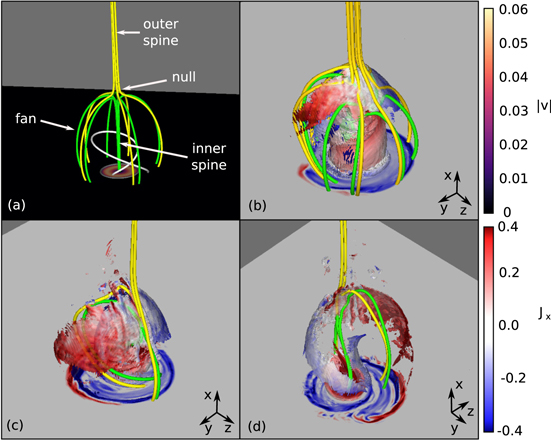 outer
spine
null
fan
inner
spine
(a)
(b)
x
y
z
(c)
x
y
z
(d)
x
y
z
0.06
0.05
0.04
0.03
0.02
0.01
0
|v|
0.4
0.2
0.0
-0.2
-0.4
J x